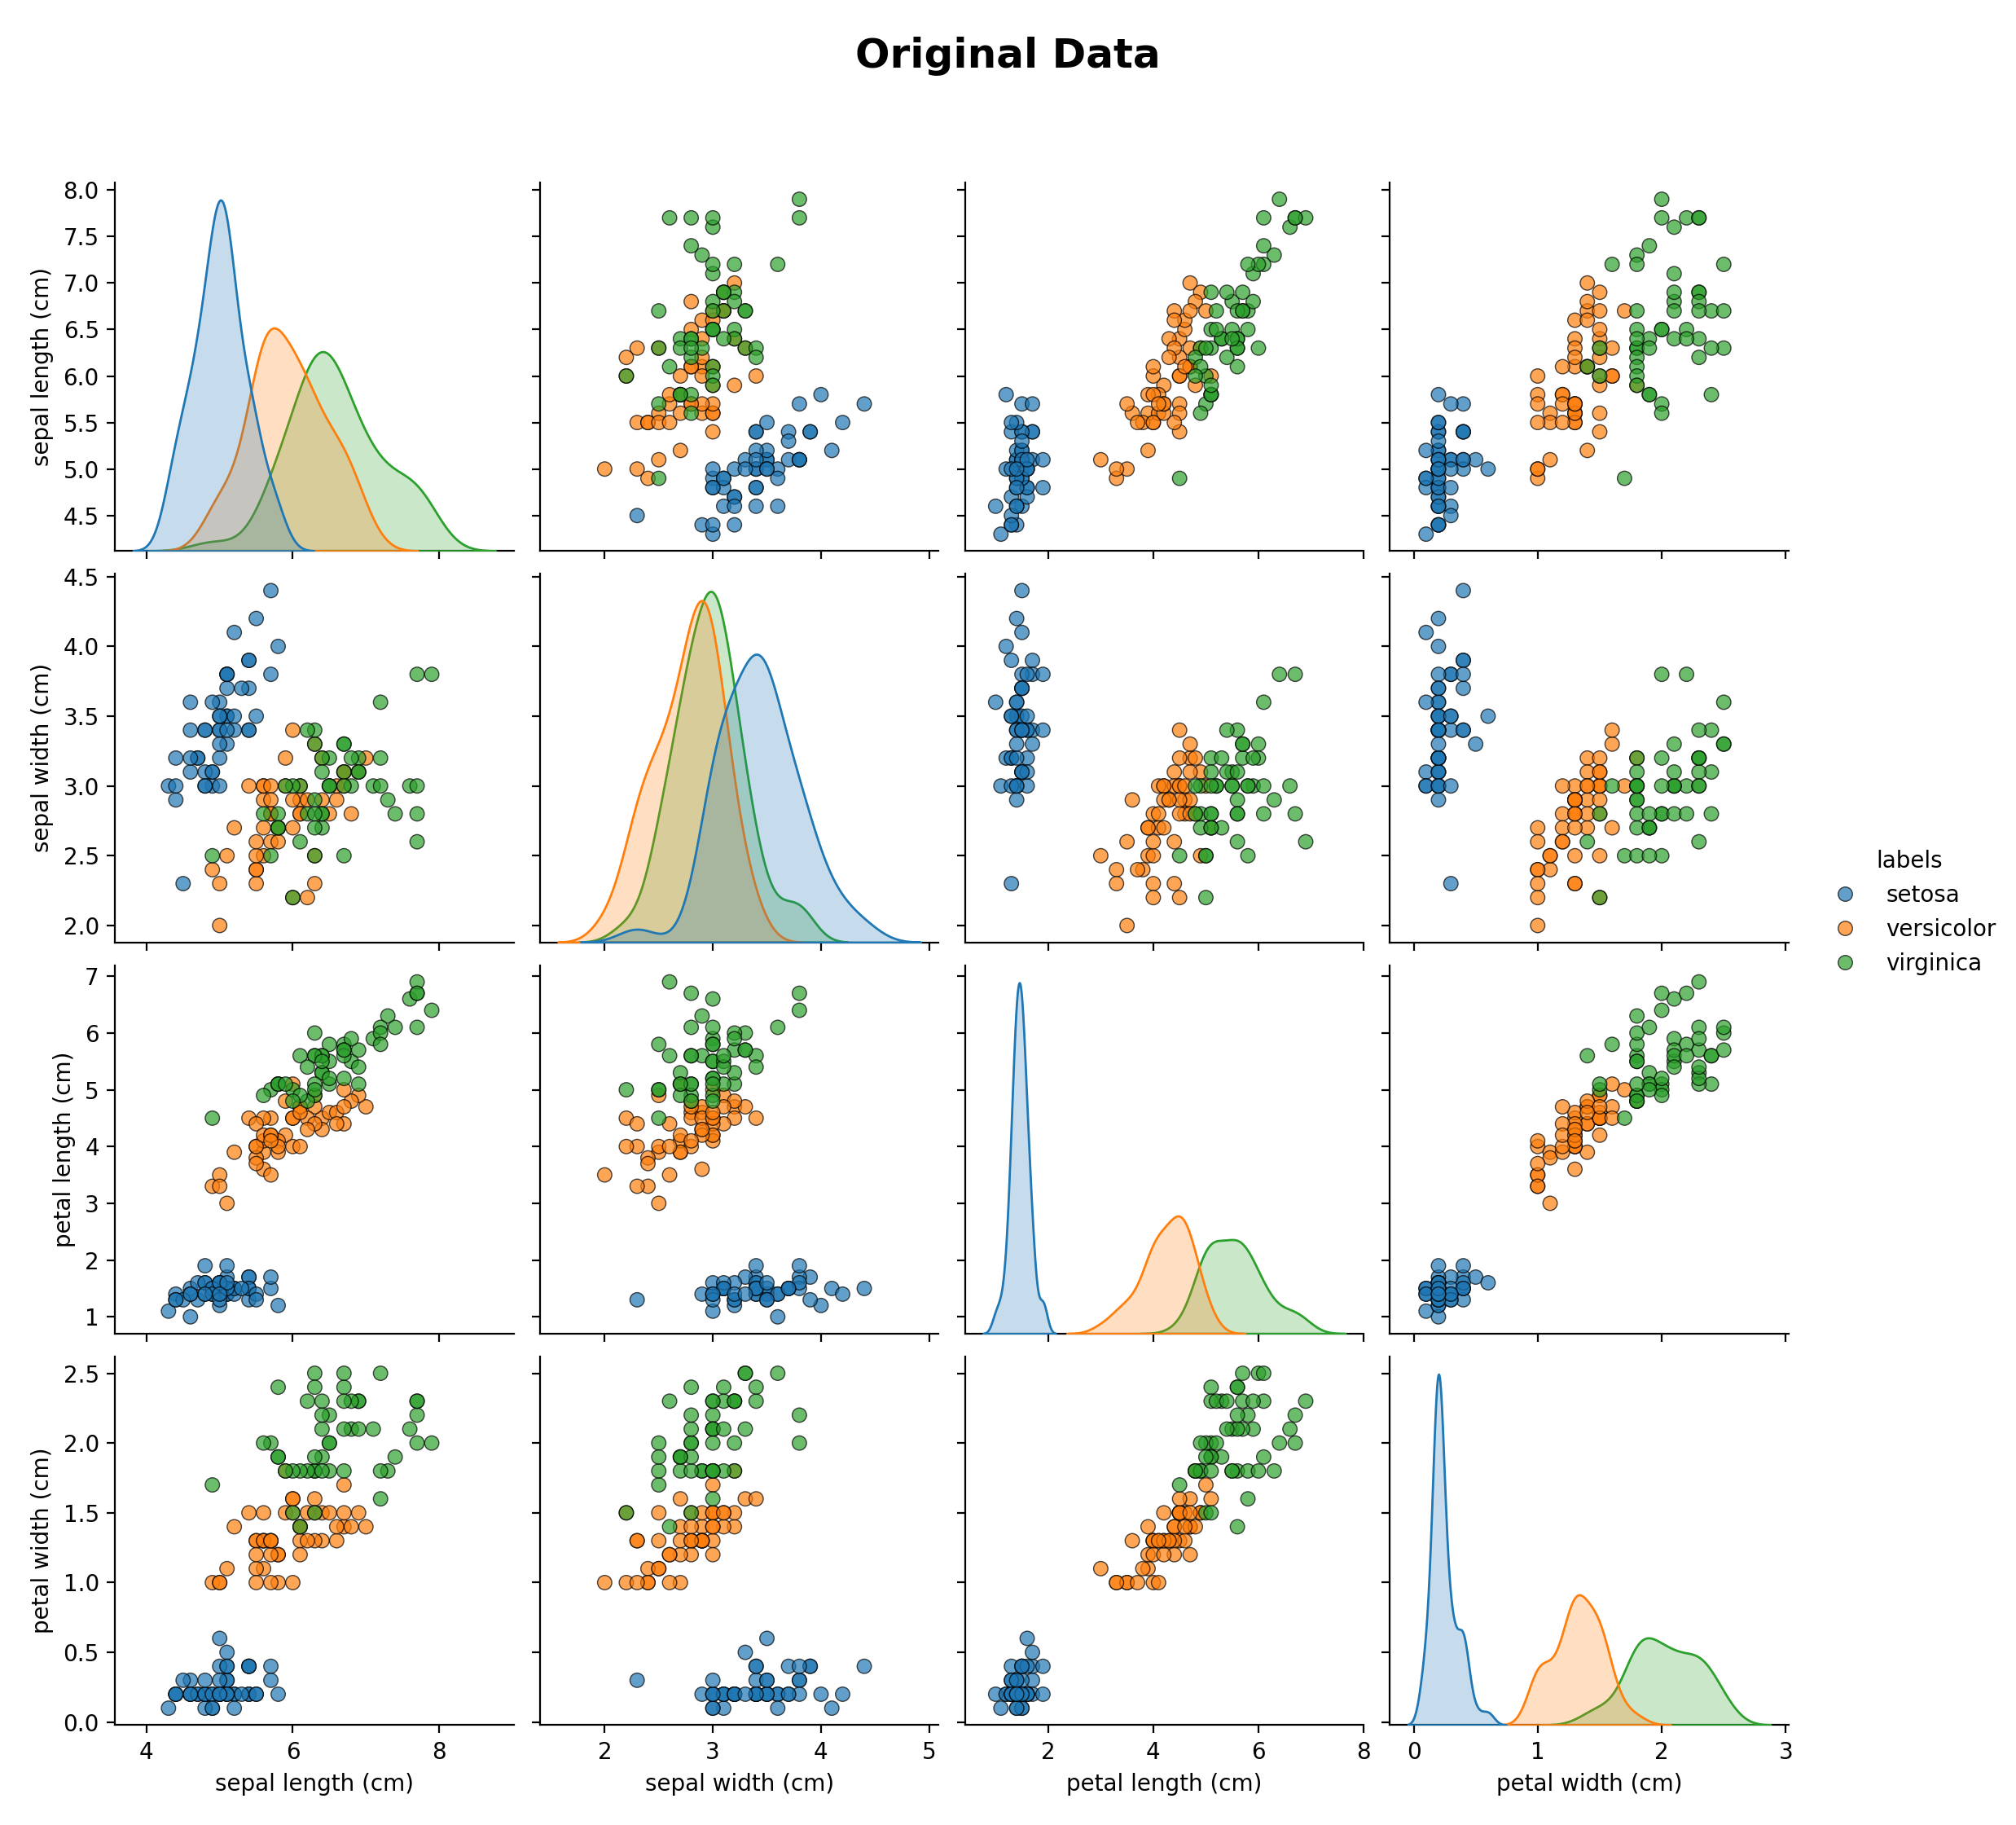 Original Data
8.0
7.5
7.0
6.5
6.0
5.5
5.0
4.5
sepal length (cm)
4.5
4.0
3.5
3.0
2.5
2.0
sepal width (cm)
labels
setosa
versicolor
virginica
7
6
5
4
3
2
1
petal length (cm)
2.5
2.0
1.5
1.0
0.5
0.0
petal width (cm)
4 6 8 2 3 4 5 2 4 6 8 0 1 2 3
sepal length (cm) sepal width (cm) petal length (cm) petal width (cm)